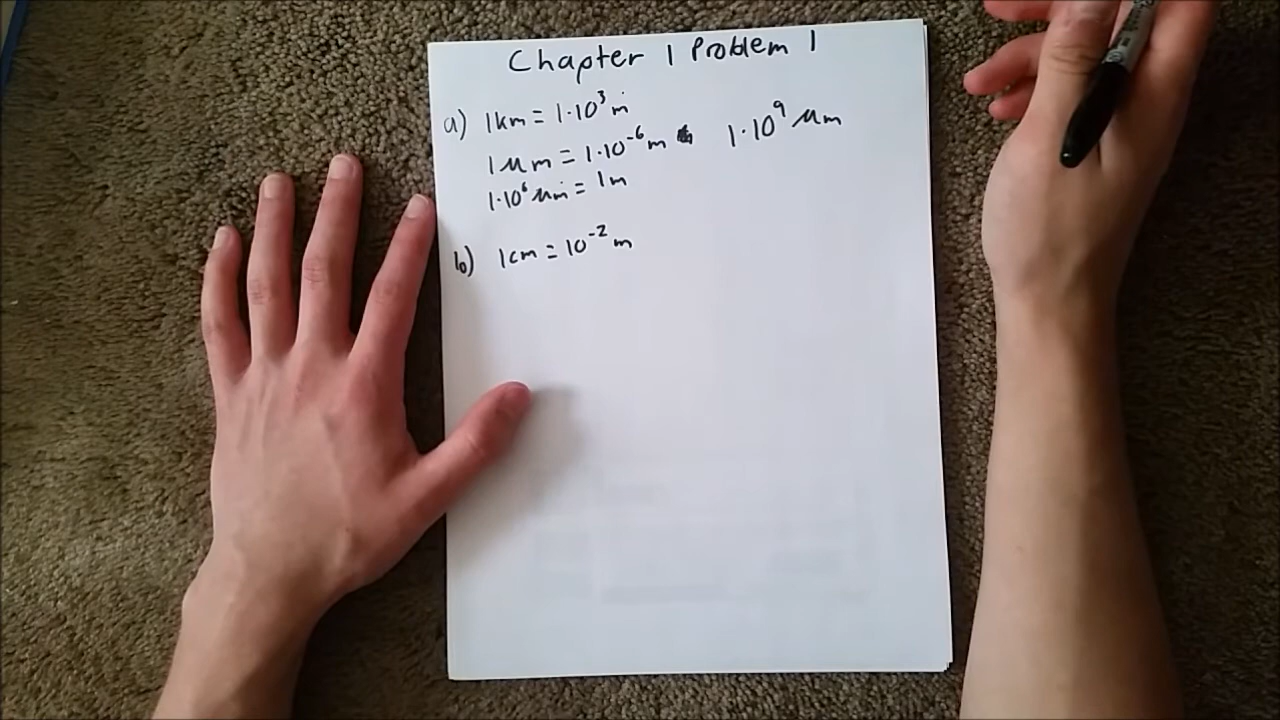 Chapter 1 Problem 1
a) 1km = 1·10³ m
1μm = 1·10⁻⁶ m 1·10⁹ μm
1·10⁶ μm = 1m
b) 1cm = 10⁻² m